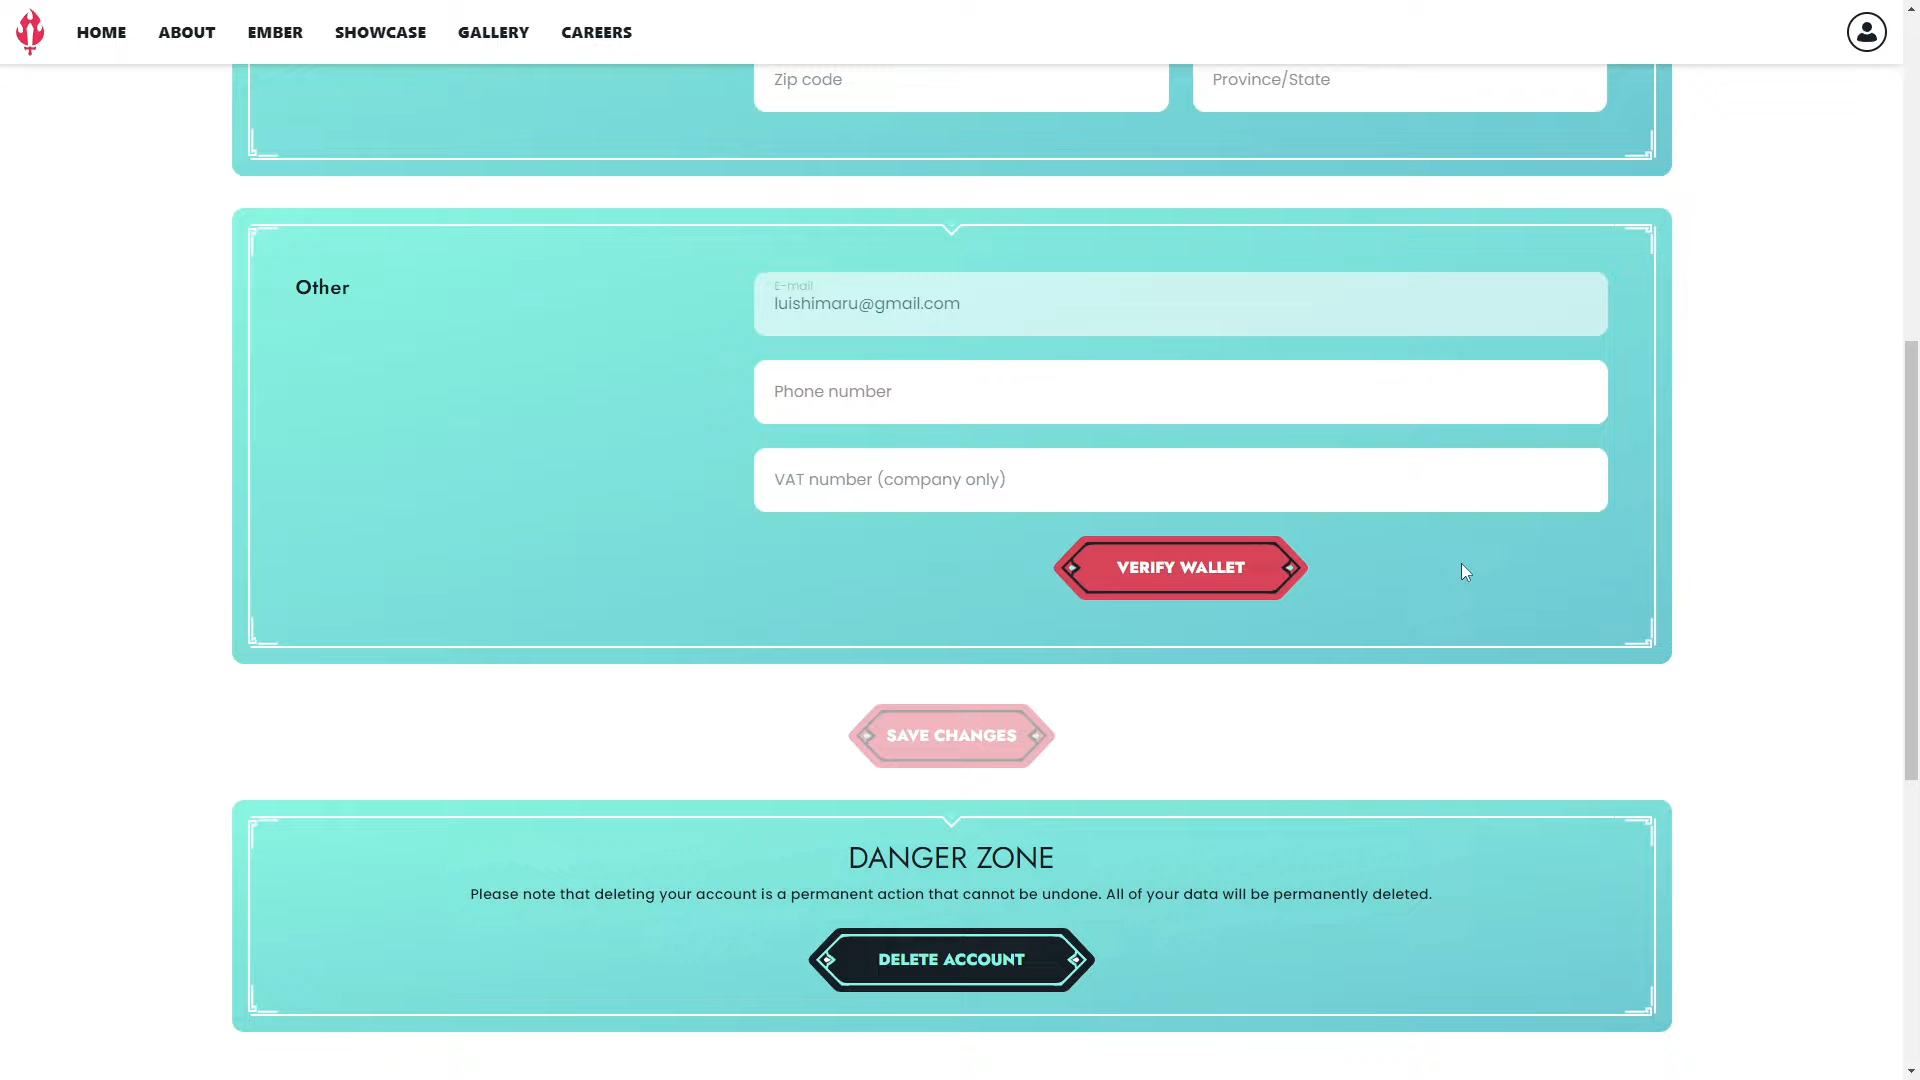 HOME ABOUT EMBER SHOWCASE GALLERY CAREERS
Zip code Province/State
Other
E-mail
luishimaru@gmail.com
Phone number
VAT number (company only)
VERIFY WALLET
SAVE CHANGES
DANGER ZONE
Please note that deleting your account is a permanent action that cannot be undone. All of your data will be permanently deleted.
DELETE ACCOUNT